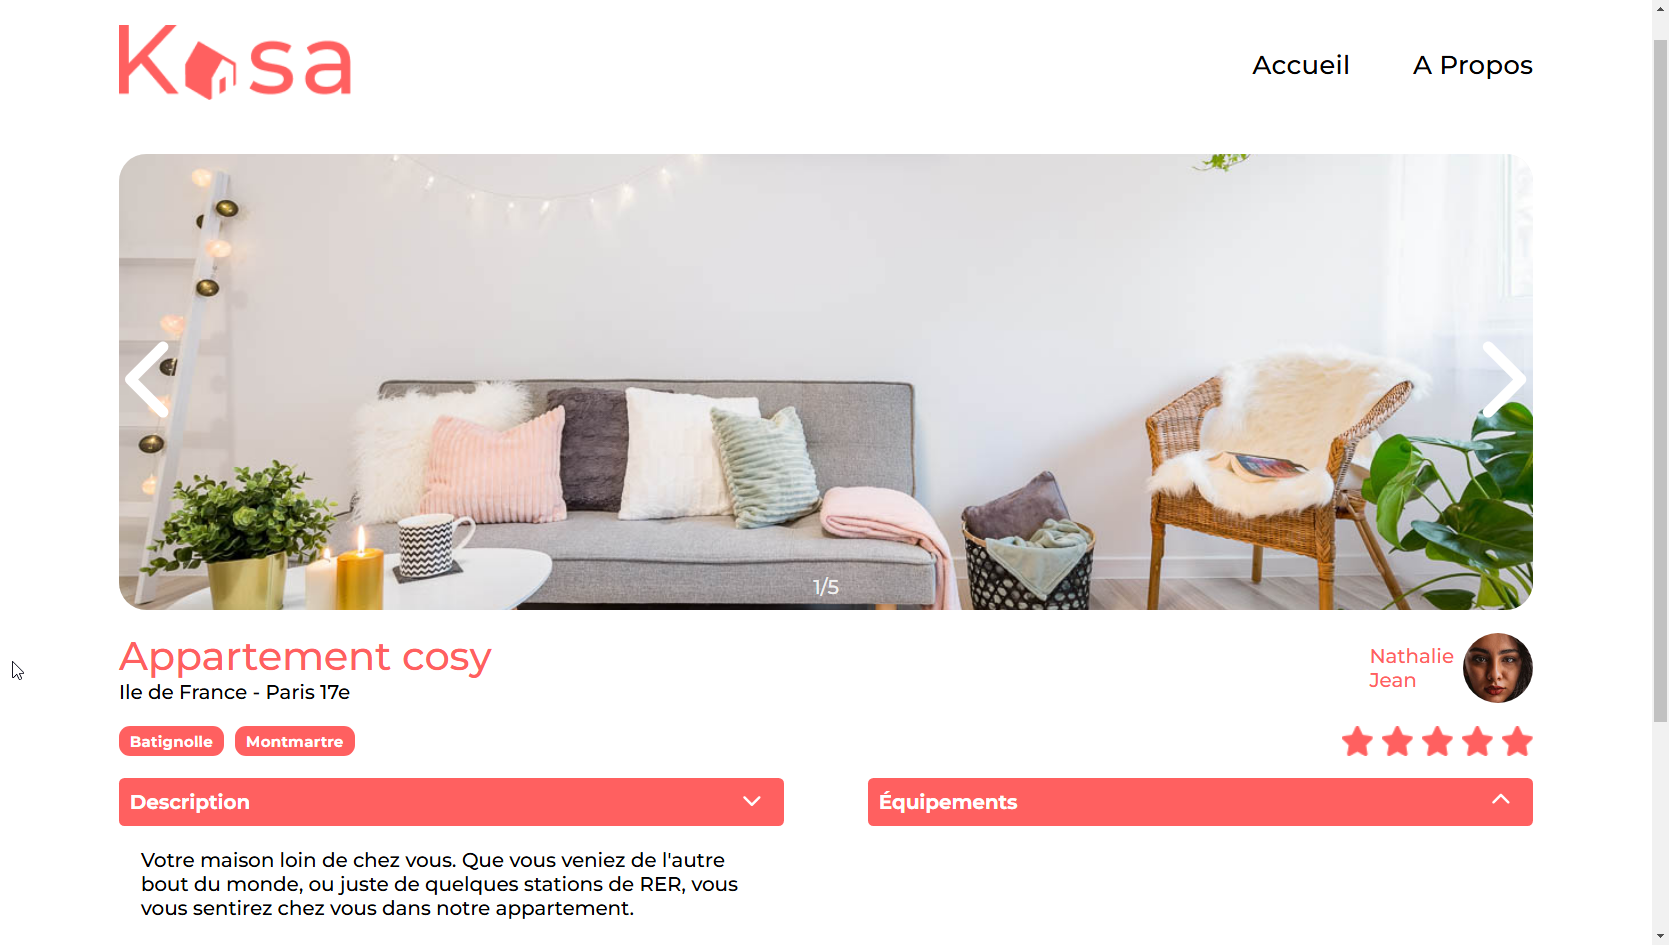 Kasa
Accueil
A Propos
1/5
Appartement cosy
Ile de France - Paris 17e
Nathalie
Jean
Batignolle
Montmartre
Description
Votre maison loin de chez vous. Que vous veniez de l'autre
bout du monde, ou juste de quelques stations de RER, vous
vous sentirez chez vous dans notre appartement.
Équipements